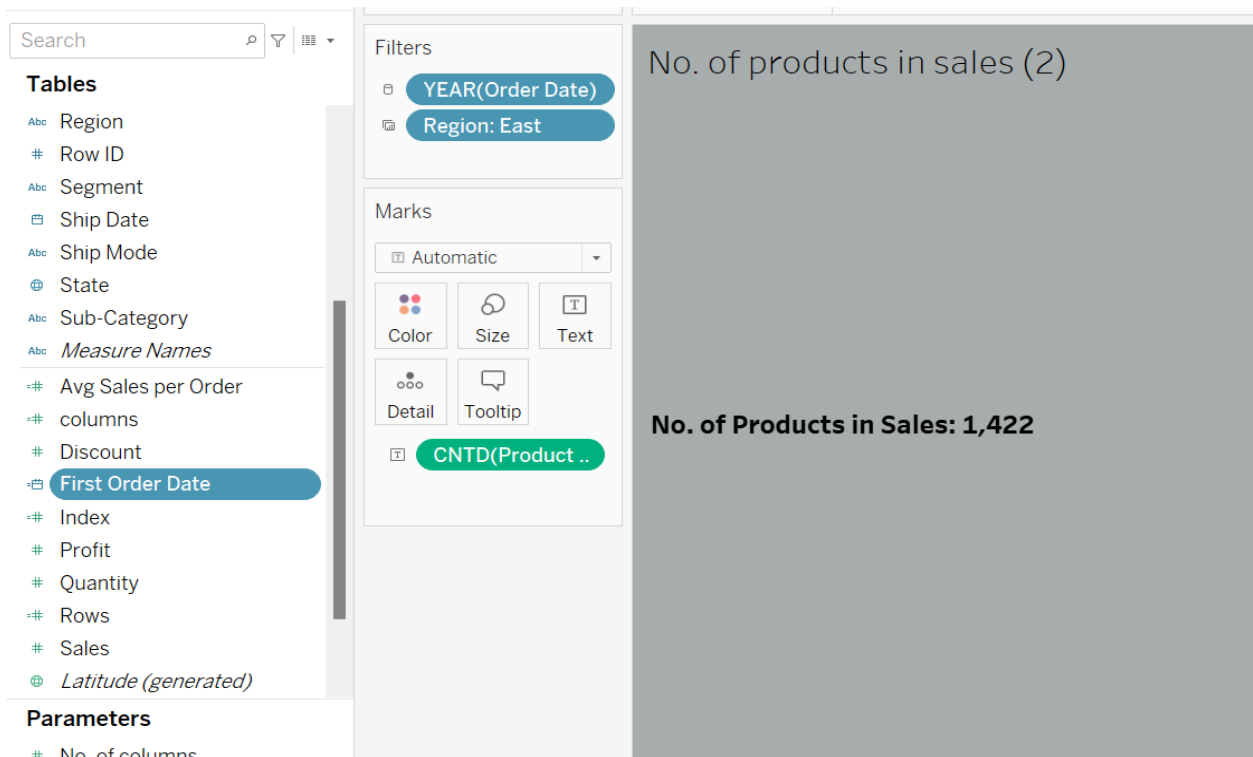 Search
Tables
Abc Region
# Row ID
Abc Segment
Ship Date
Abc Ship Mode
State
Abc Sub-Category
Abc Measure Names
=# Avg Sales per Order
=# columns
# Discount
First Order Date
=# Index
# Profit
# Quantity
=# Rows
# Sales
Latitude (generated)
Parameters
# No. of columns
Filters
YEAR(Order Date)
Region: East
Marks
T Automatic
Color Size T Text
Detail Tooltip
T CNTD(Product ..
No. of products in sales (2)
No. of Products in Sales: 1,422